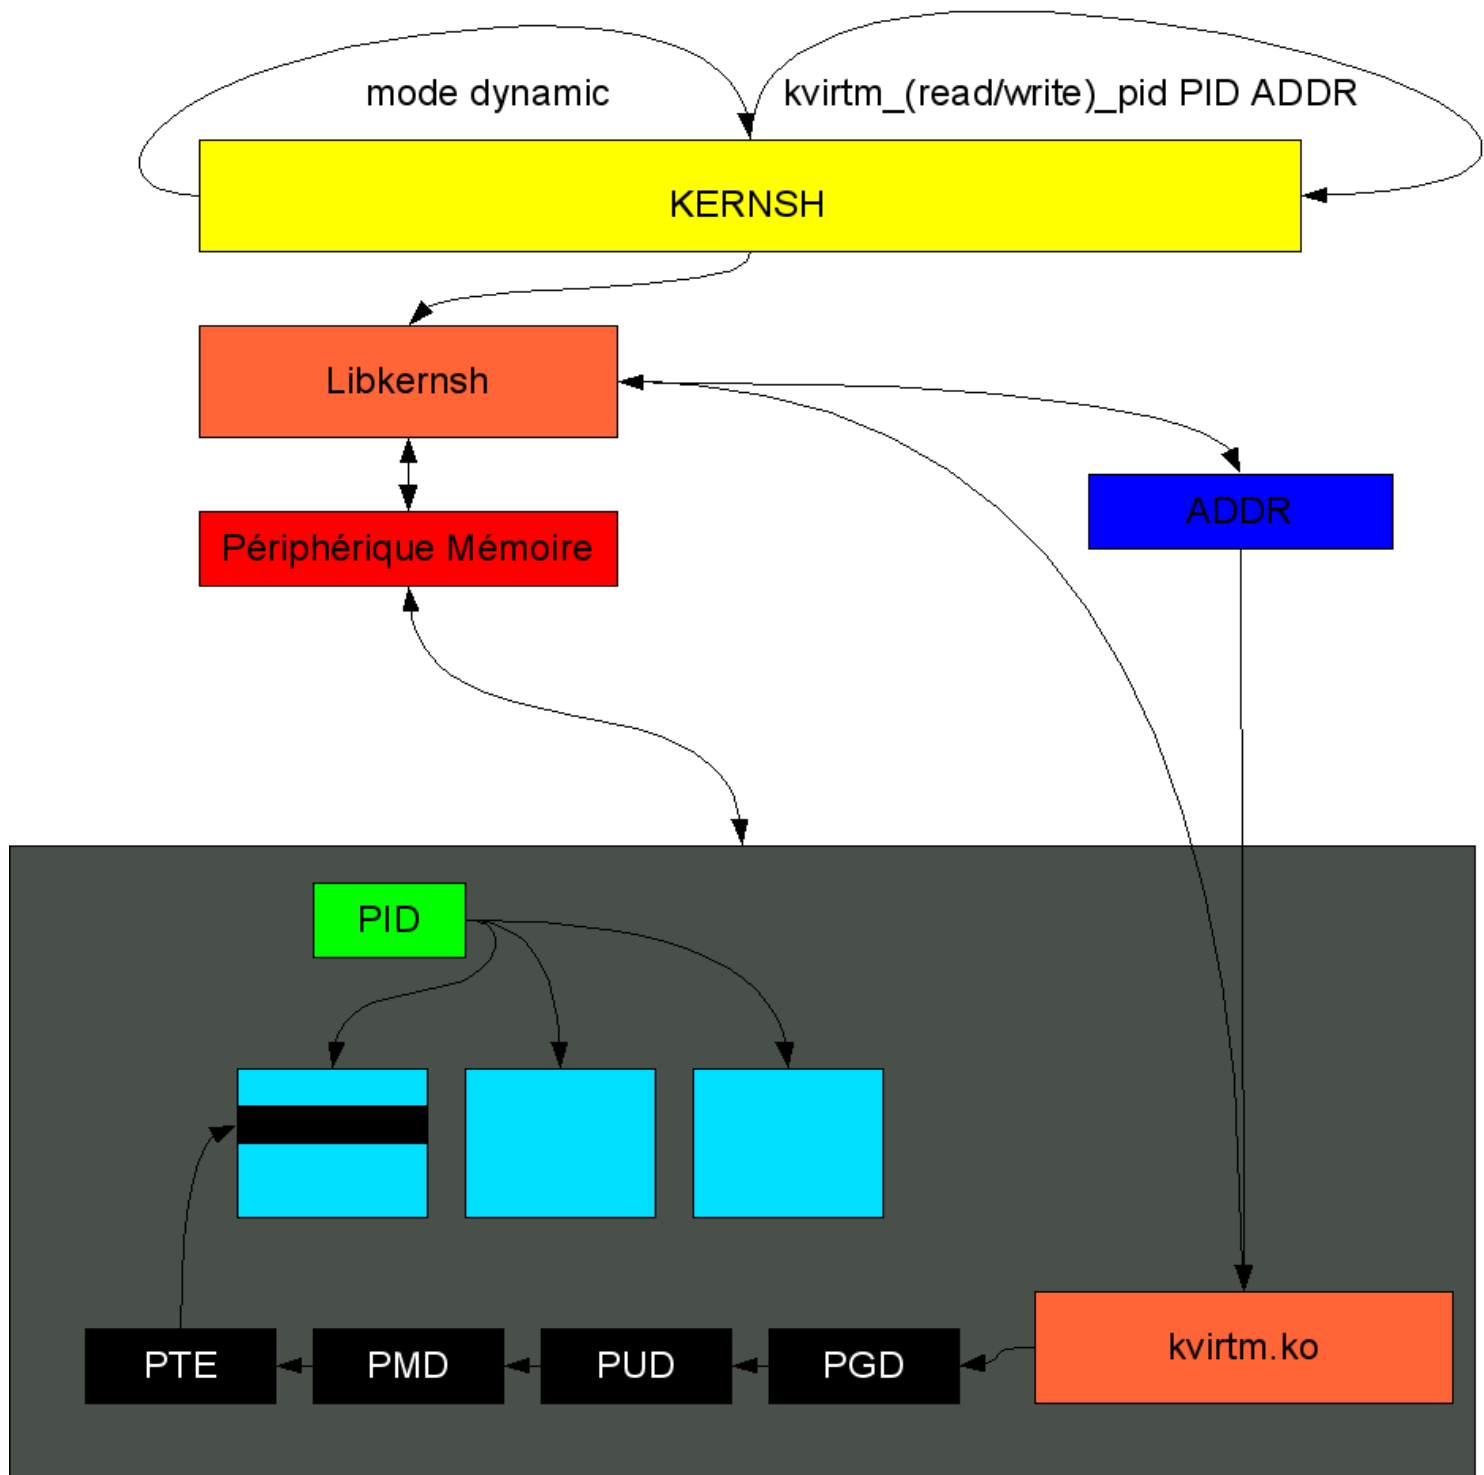 mode dynamic
kvirtm_(read/write)_pid PID ADDR
KERNSH
Libkernsh
ADDR
Périphérique Mémoire
PID
kvirtm.ko
PTE
PMD
PUD
PGD